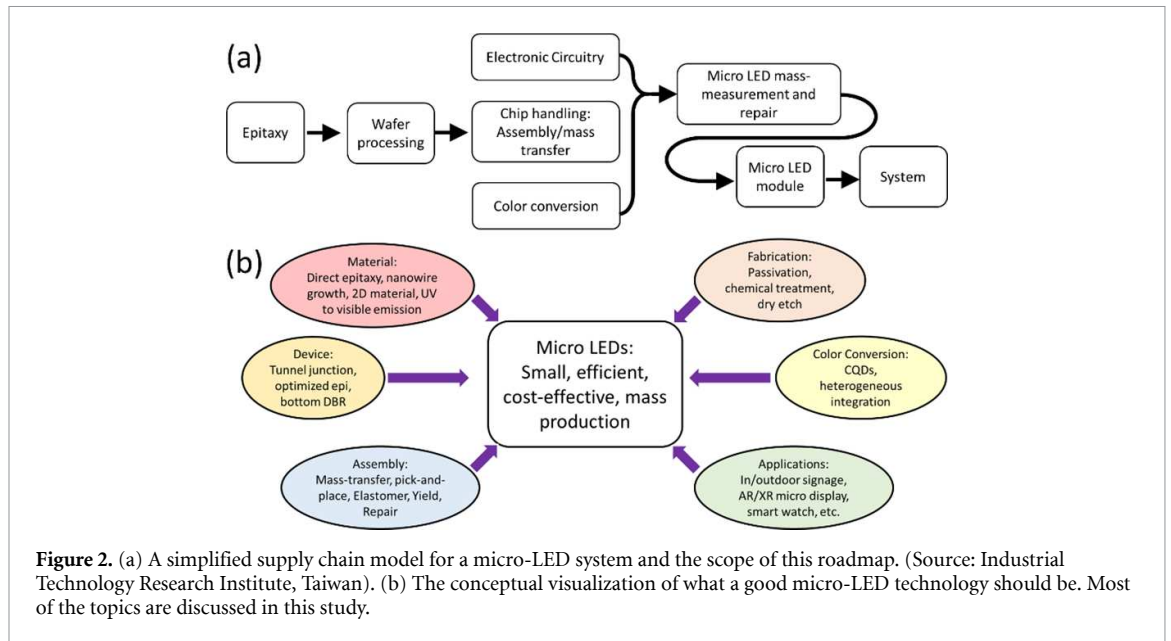 (a)
Electronic Circuitry
Epitaxy
Wafer
processing
Chip handling:
Assembly/mass
transfer
Color conversion
Micro LED mass-
measurement and
repair
Micro LED
module
System
(b)
Material:
Direct epitaxy, nanowire
growth, 2D material, UV
to visible emission
Fabrication:
Passivation,
chemical treatment,
dry etch
Device:
Tunnel junction,
optimized epi,
bottom DBR
Micro LEDs:
Small, efficient,
cost-effective, mass
production
Color Conversion:
CQDs,
heterogeneous
integration
Assembly:
Mass-transfer, pick-and-
place, Elastomer, Yield,
Repair
Applications:
In/outdoor signage,
AR/XR micro display,
smart watch, etc.
Figure 2. (a) A simplified supply chain model for a micro-LED system and the scope of this roadmap. (Source: Industrial
Technology Research Institute, Taiwan). (b) The conceptual visualization of what a good micro-LED technology should be. Most
of the topics are discussed in this study.